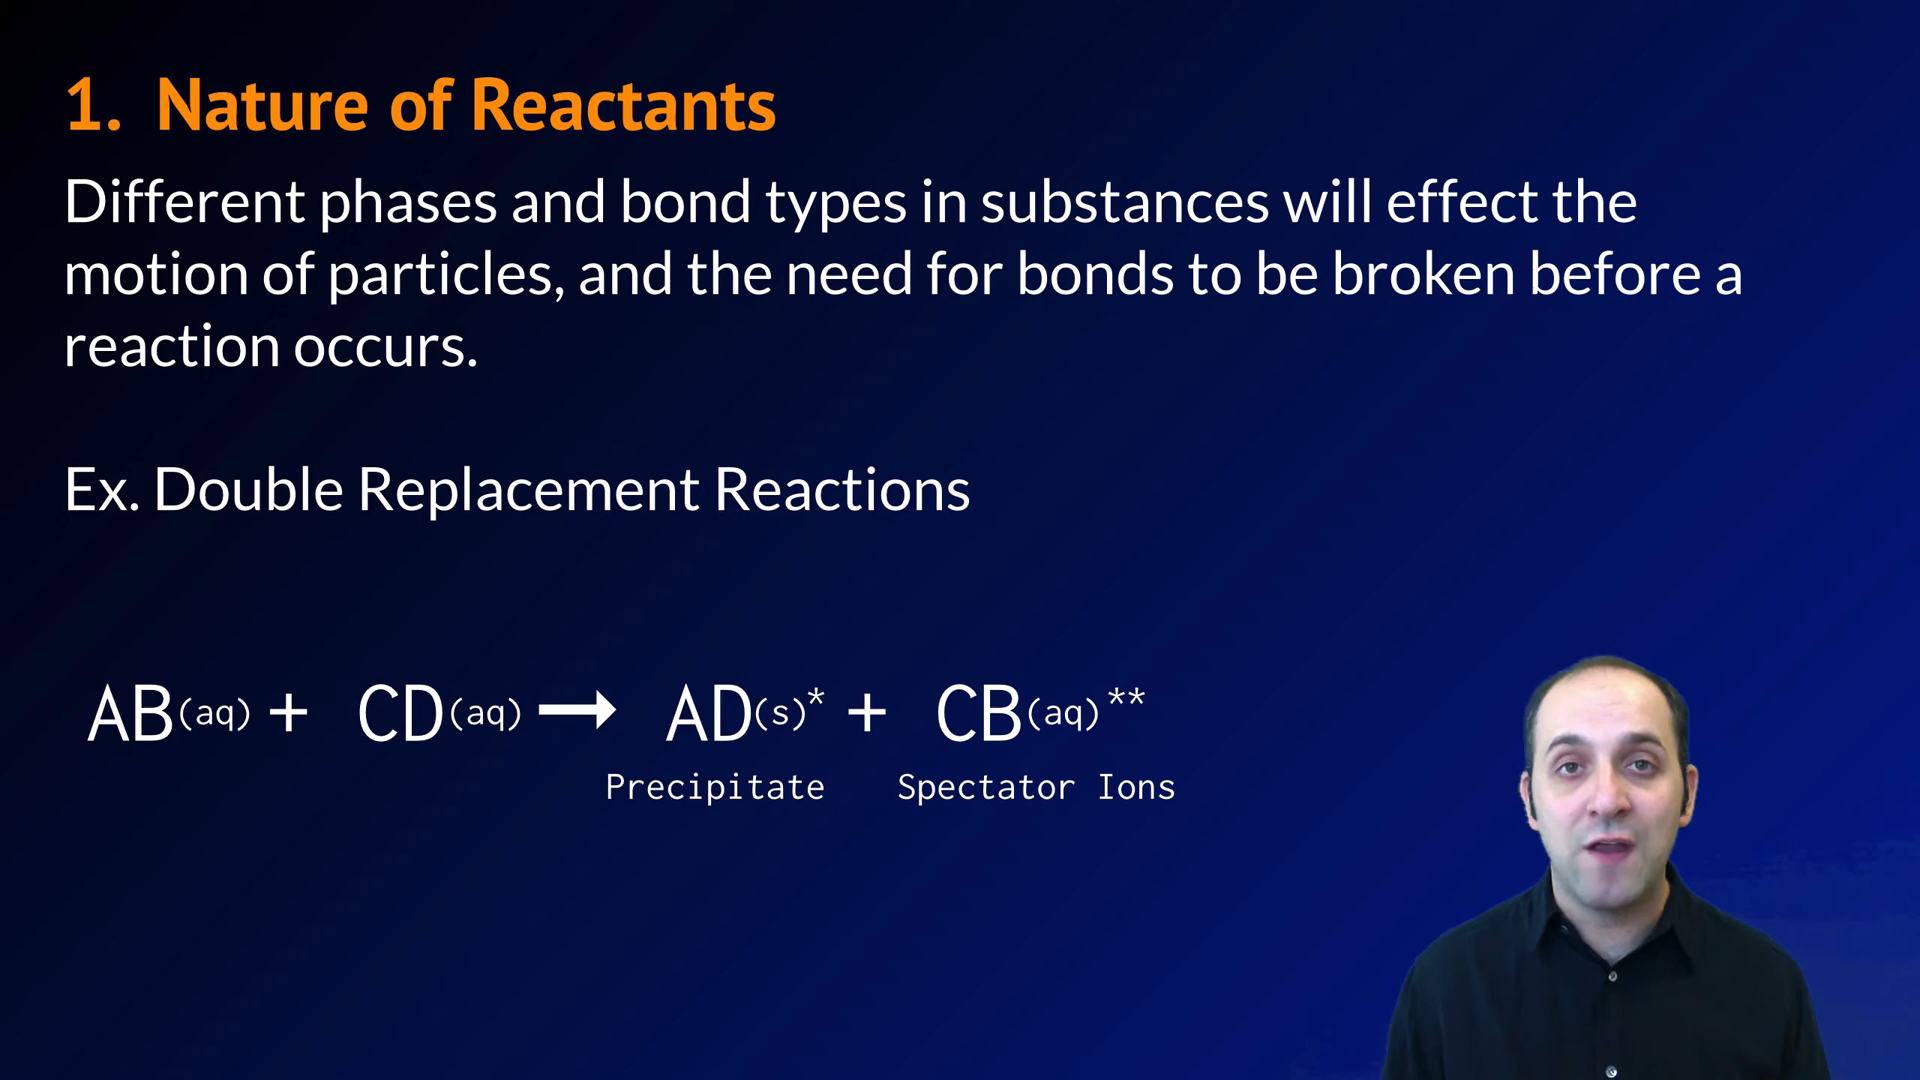 1. Nature of Reactants
Different phases and bond types in substances will effect the
motion of particles, and the need for bonds to be broken before a
reaction occurs.
Ex. Double Replacement Reactions
AB(aq) + CD(aq) → AD(s)* + CB(aq)**
Precipitate Spectator Ions